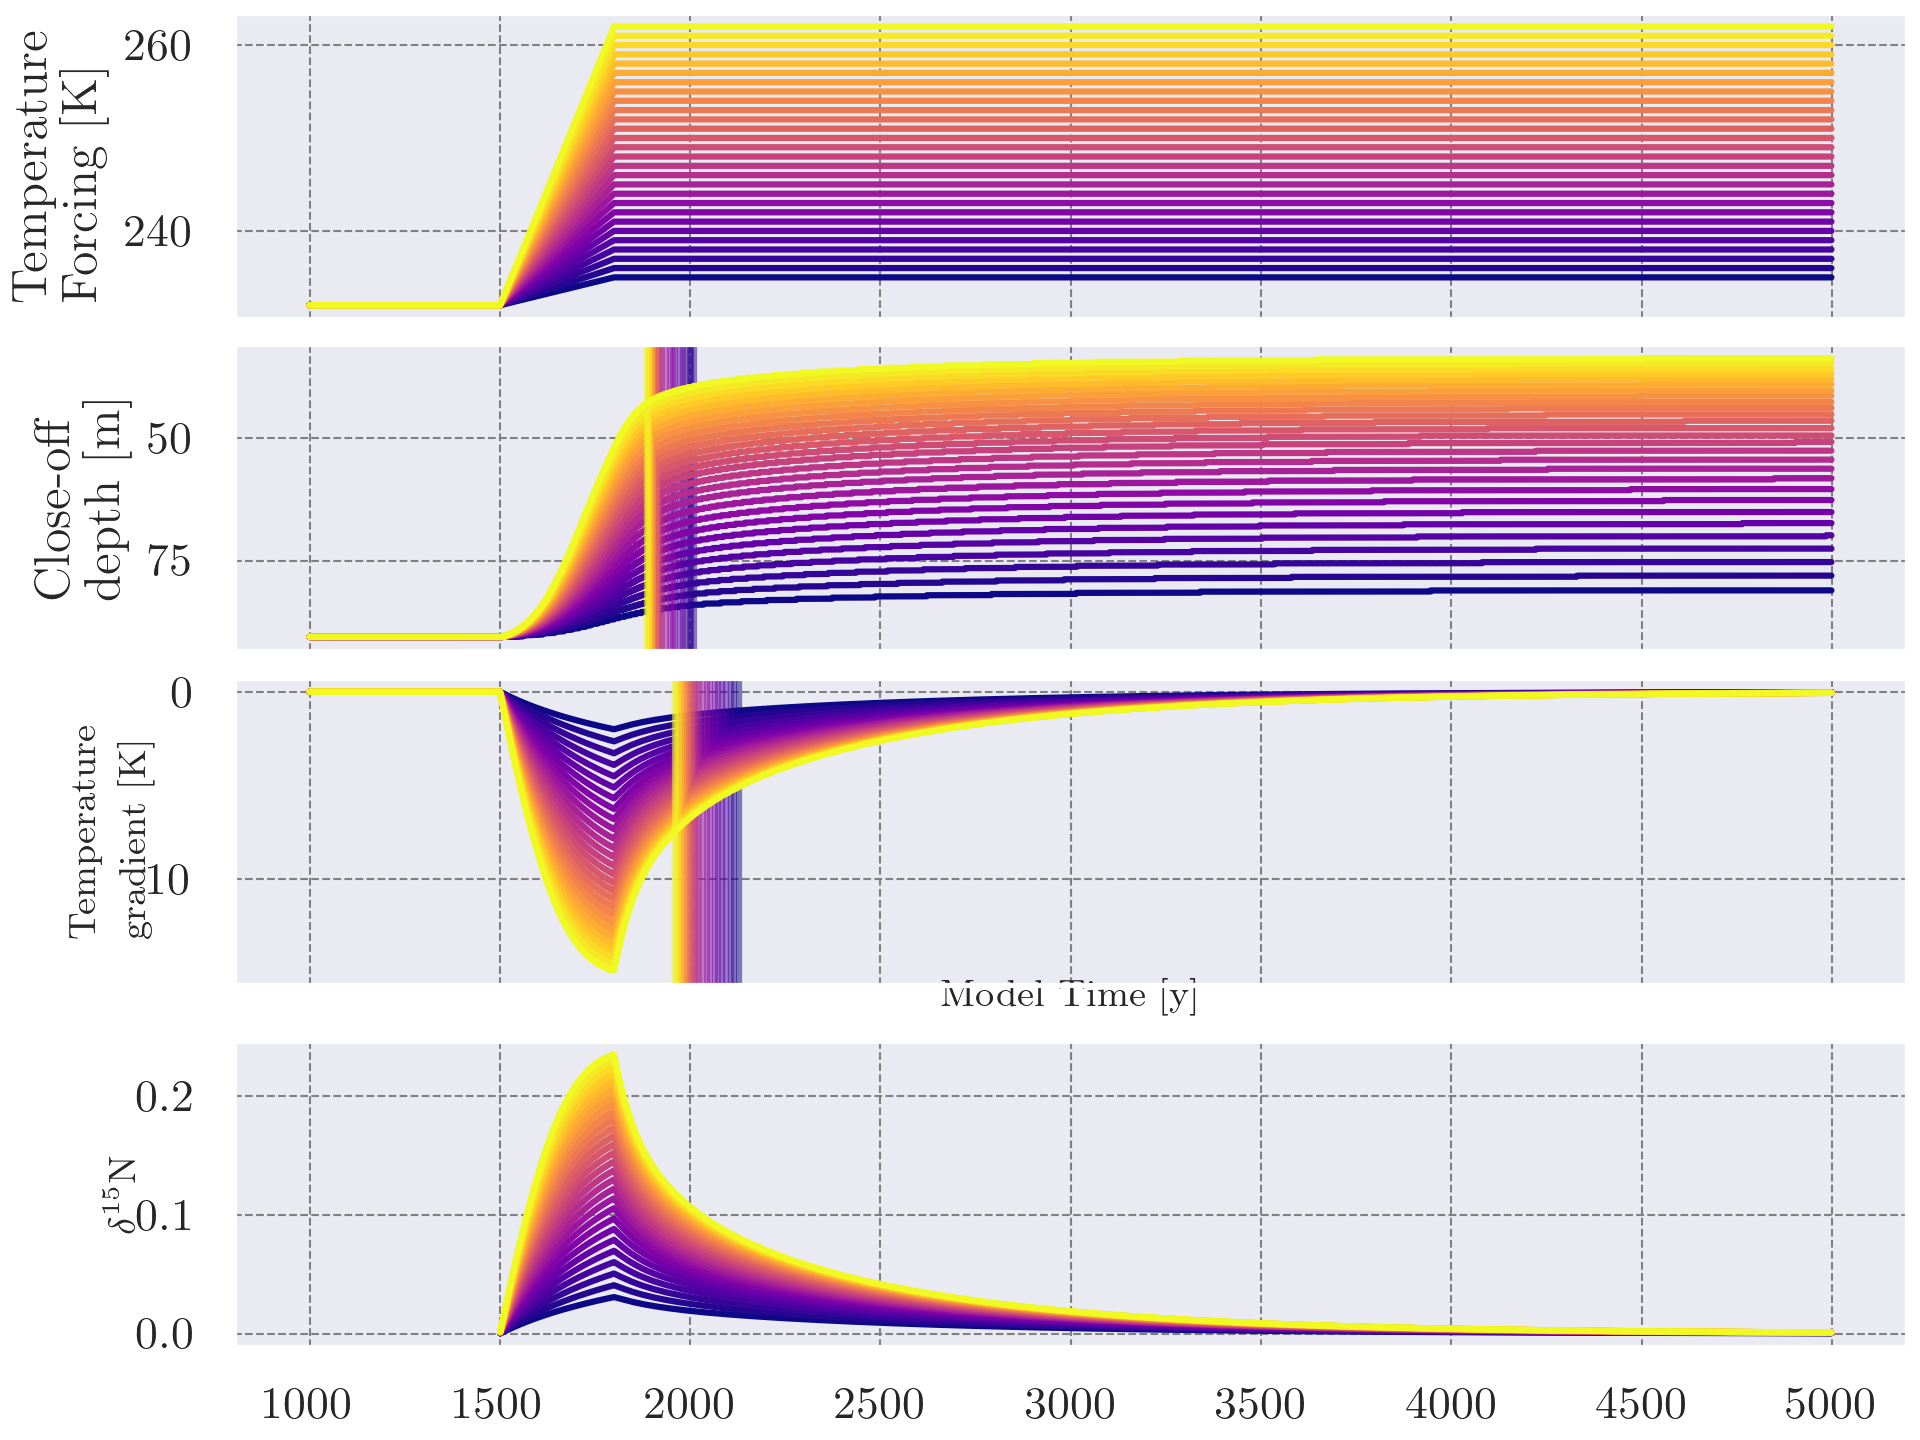 Temperature
Forcing [K]
260
240
Close-off
depth [m]
50
75
Temperature
gradient [K]
0
10
Model Time [y]
δ¹⁵N
0.2
0.1
0.0
1000 1500 2000 2500 3000 3500 4000 4500 5000